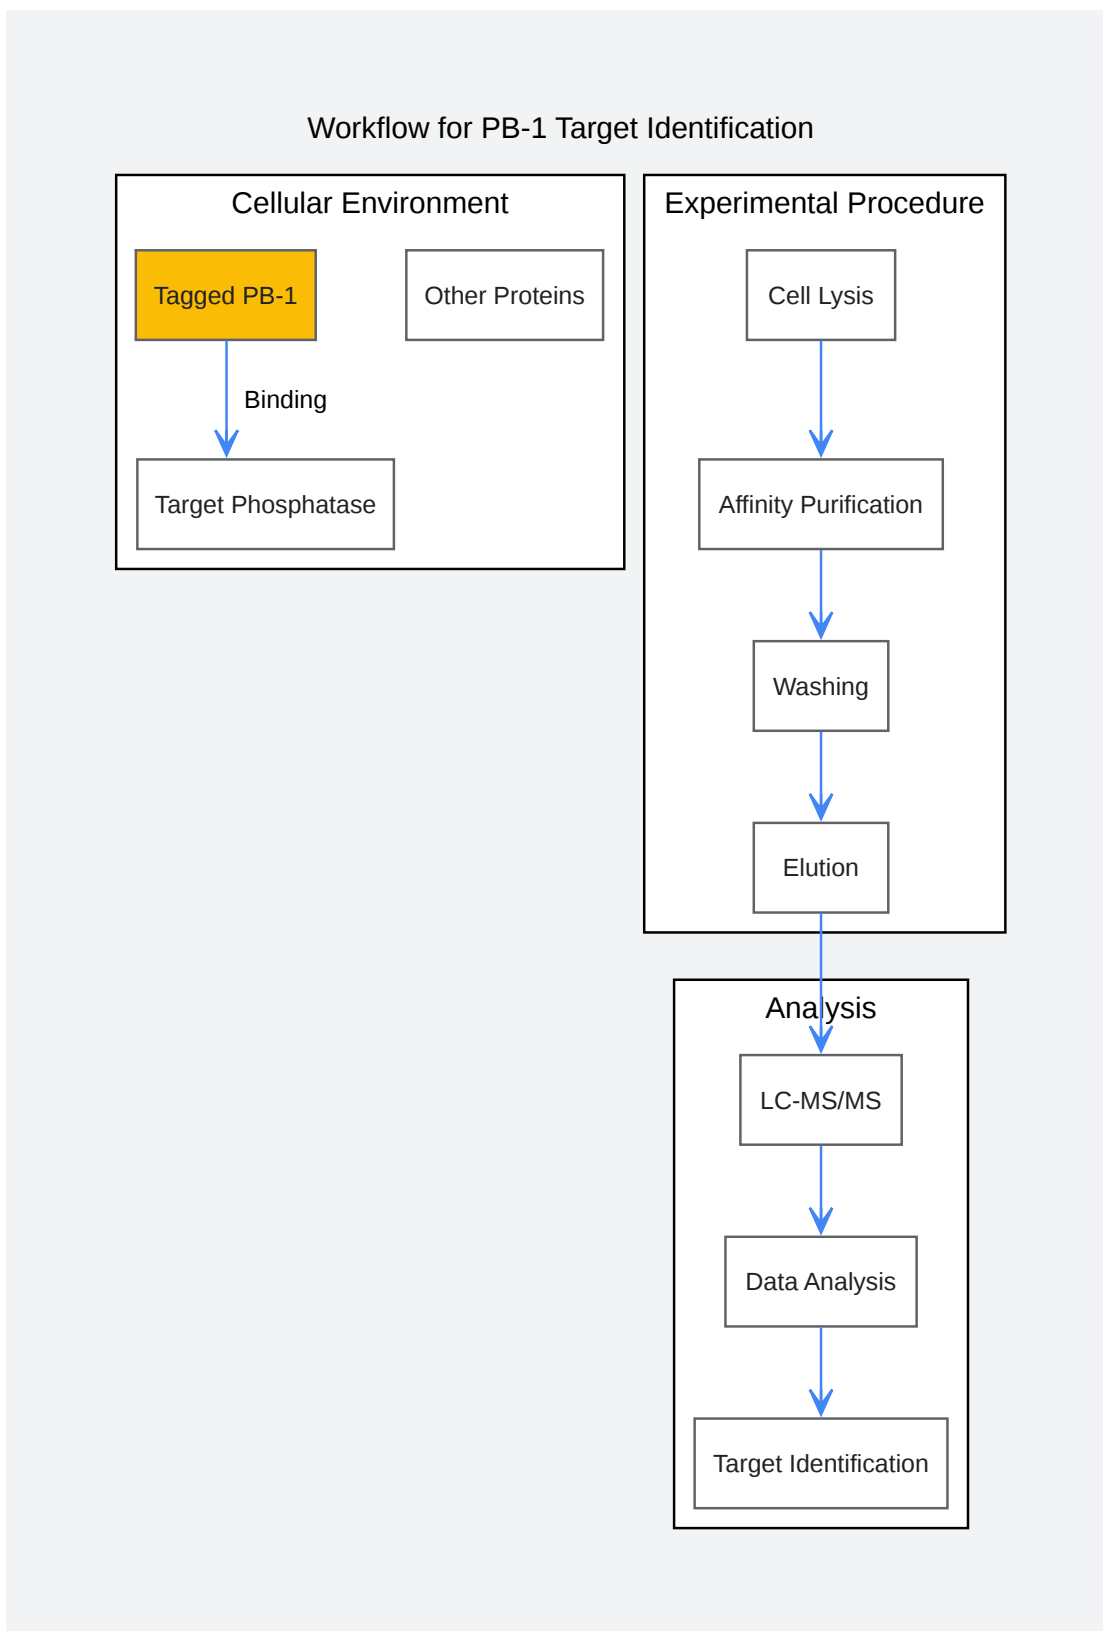 Workflow for PB-1 Target Identification
Cellular Environment
Tagged PB-1
Other Proteins
Binding
Target Phosphatase
Experimental Procedure
Cell Lysis
Affinity Purification
Washing
Elution
Analysis
LC-MS/MS
Data Analysis
Target Identification